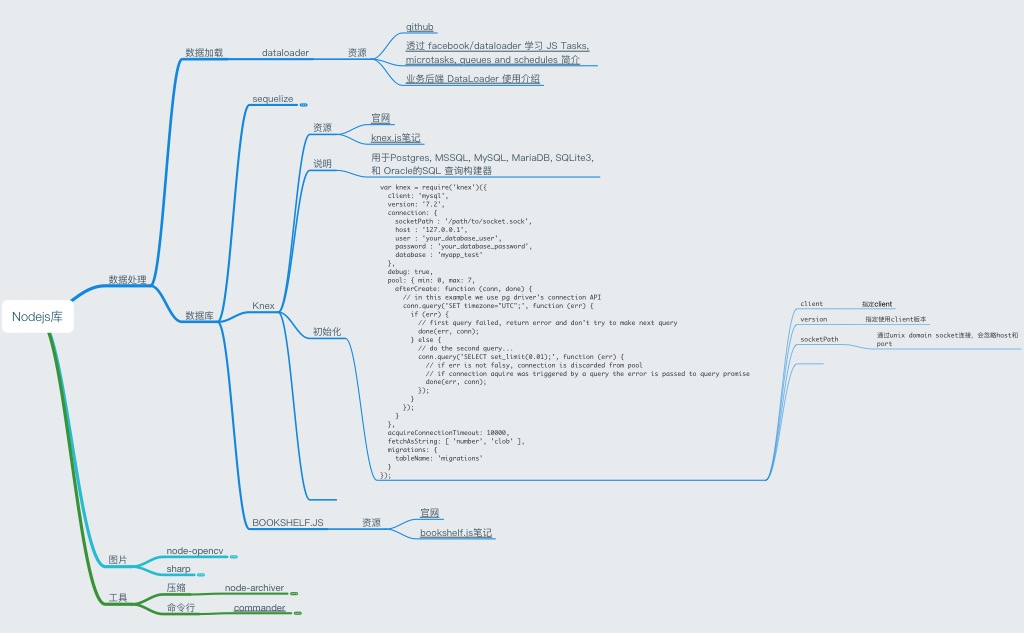 Nodejs库
数据处理
数据加载
dataloader
资源
github
透过 facebook/dataloader 学习 JS Tasks,
microtasks, queues and schedules 简介
业务后端 DataLoader 使用介绍
数据库
sequelize
Knex
资源
官网
knex.js笔记
说明
用于Postgres, MSSQL, MySQL, MariaDB, SQLite3,
和 Oracle的SQL 查询构建器
初始化
var knex = require('knex')({
  client: 'mysql',
  version: '7.2',
  connection: {
    socketPath : '/path/to/socket.sock',
    host : '127.0.0.1',
    user : 'your_database_user',
    password : 'your_database_password',
    database : 'myapp_test'
  },
  debug: true,
  pool: { min: 0, max: 7,
    afterCreate: function (conn, done) {
      // in this example we use pg driver's connection API
      conn.query('SET timezone="UTC";', function (err) {
        if (err) {
          // first query failed, return error and don't try to make next query
          done(err, conn);
        } else {
          // do the second query...
          conn.query('SELECT set_limit(0.01);', function (err) {
            // if err is not falsy, connection is discarded from pool
            // if connection aquire was triggered by a query the error is passed to query promise
            done(err, conn);
          });
        }
      });
    }
  },
  acquireConnectionTimeout: 10000,
  fetchAsString: [ 'number', 'clob' ],
  migrations: {
    tableName: 'migrations'
  }
});
client
指定client
version
指定使用client版本
socketPath
通过unix domain socket连接，会忽略host和
port
BOOKSHELF.JS
资源
官网
bookshelf.js笔记
图片
node-opencv
sharp
工具
压缩
node-archiver
命令行
commander